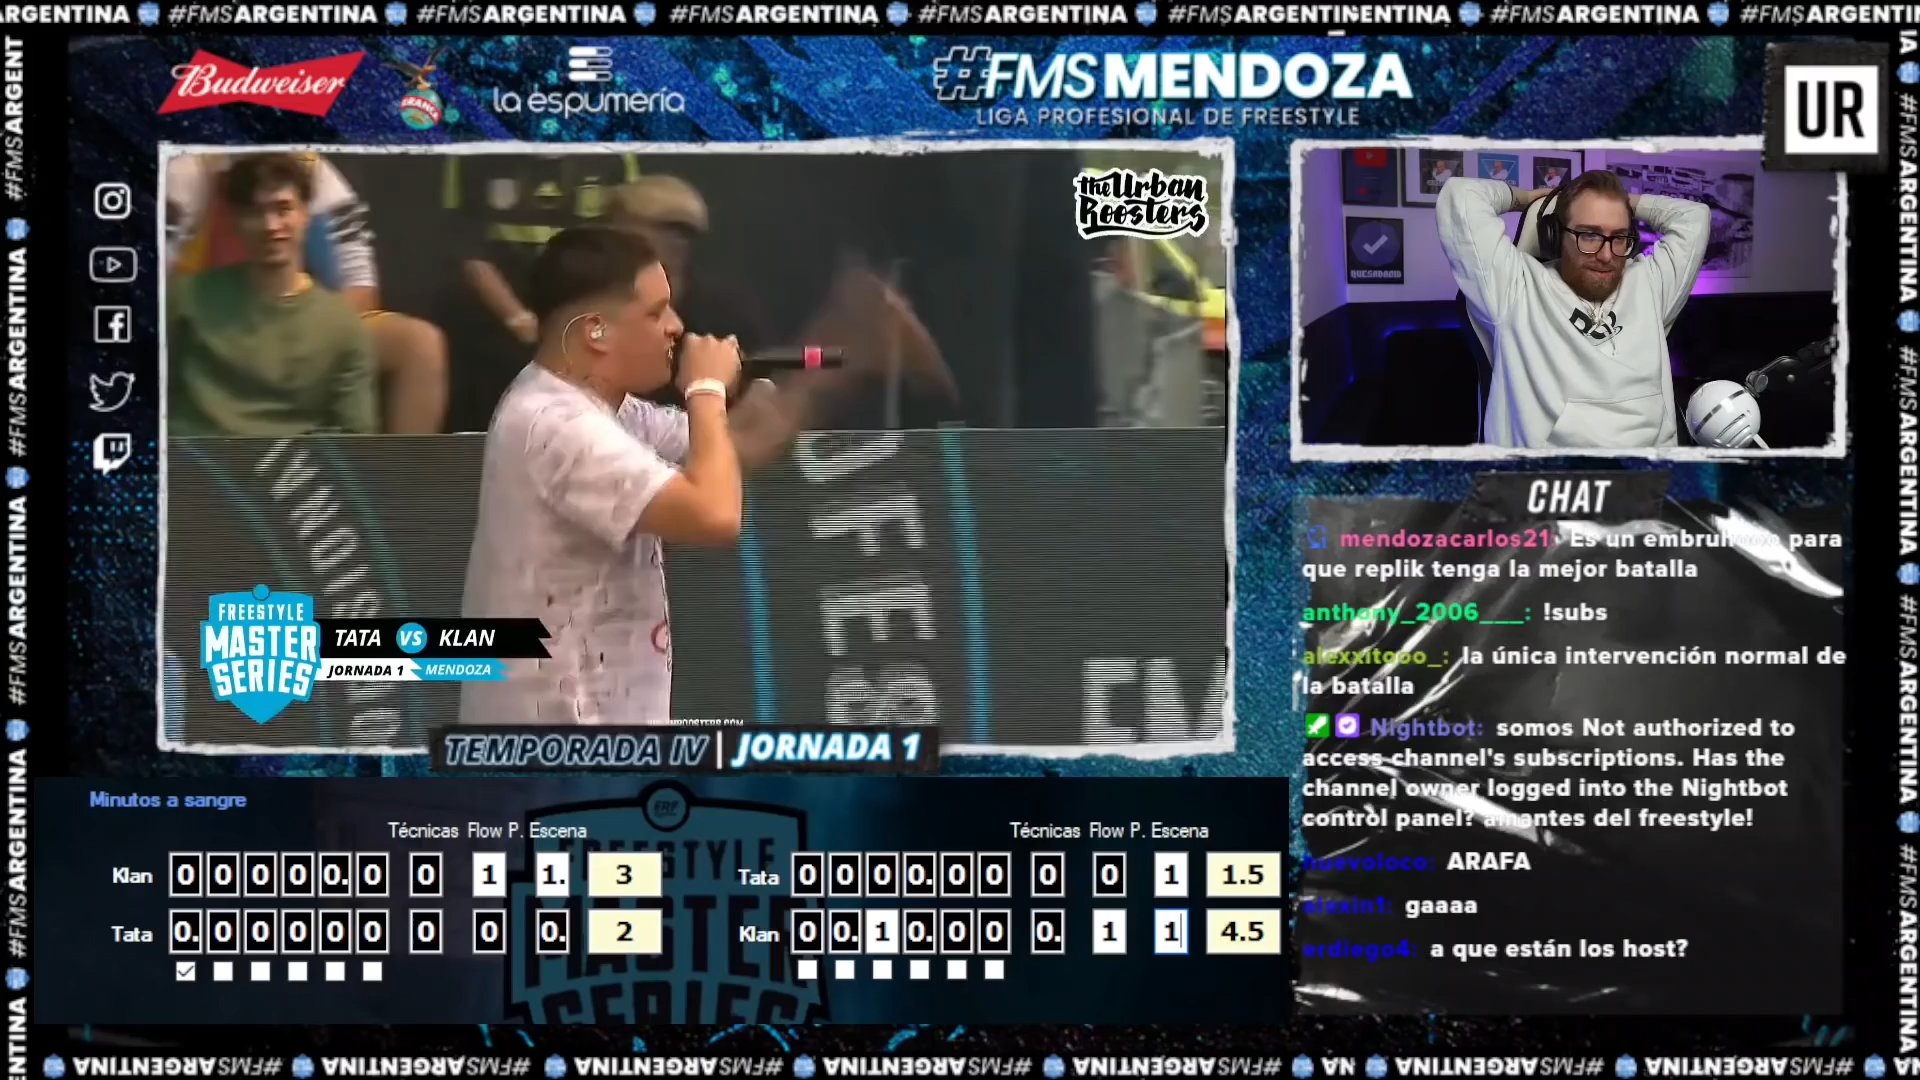 #FMSARGENTINA #FMSARGENTINA #FMSARGENTINA #FMSARGENTINA #FMSARGENTINA
Budweiser
BRANCA
la espumería
#FMSMENDOZA
LIGA PROFESIONAL DE FREESTYLE
UR
the Urban
Roosters
QUESADAUID
FREESTYLE
MASTER
SERIES
TATA VS KLAN
JORNADA 1 MENDOZA
TEMPORADA IV | JORNADA 1
CHAT
mendozacarlos21: Es un para
que replik tenga la mejor batalla
anthony_2006___: !subs
alexxitooo_: la única intervención normal de
la batalla
Nightbot: somos Not authorized to
access channel's subscriptions. Has the
channel owner logged into the Nightbot
control panel? amantes del freestyle!
huevoloco: ARAFA
alexin1: gaaaa
erdiego4: a que están los host?
Minutos a sangre
Técnicas Flow P. Escena
Klan 0 0 0 0 0. 0 0 1 1. 3
Tata 0. 0 0 0 0 0 0 0 0. 2
Técnicas Flow P. Escena
Tata 0 0 0 0. 0 0 0 0 1 1.5
Klan 0 0. 1 0. 0 0 0. 1 1 4.5
#FMSARGENTINA #FMSARGENTINA #FMSARGENTINA #FMSARGENTINA